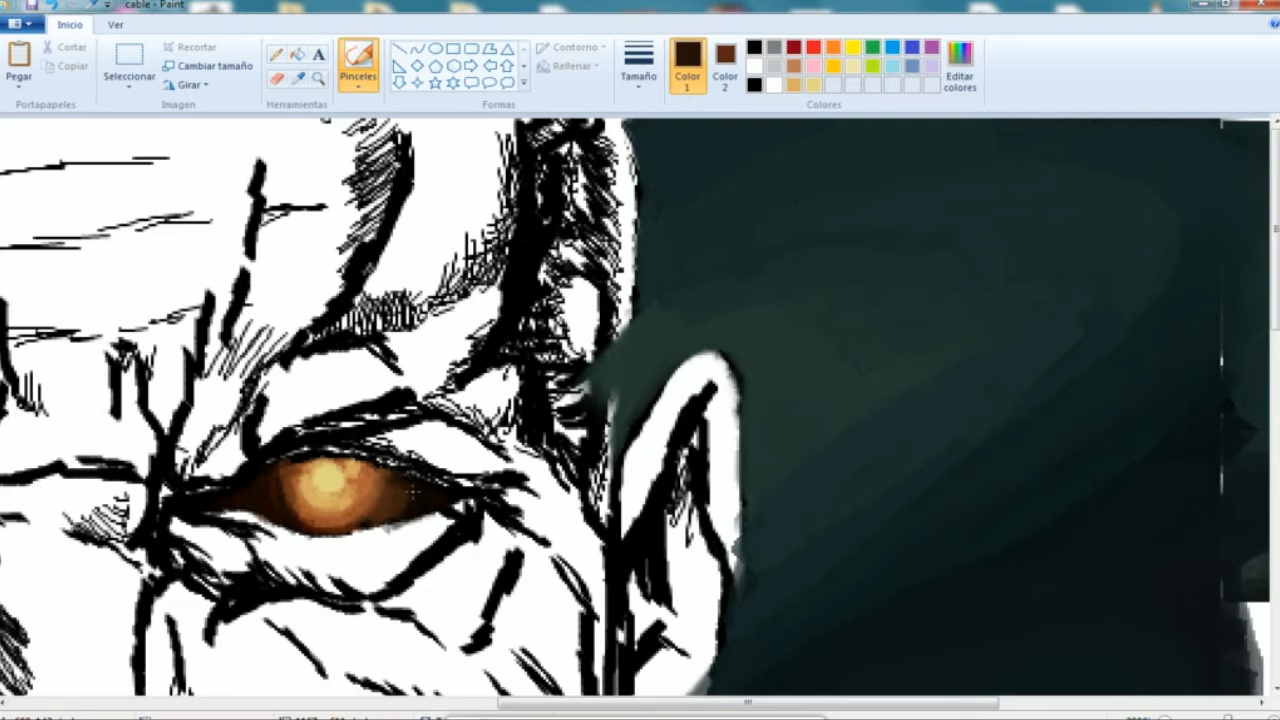 cable - Paint
Inicio
Ver
Pegar
Cortar
Copiar
Portapapeles
Seleccionar
Recortar
Cambiar tamaño
Girar
Imagen
A
Herramientas
Pinceles
Formas
Contorno
Rellenar
Tamaño
Color
1
Color
2
Editar
colores
Colores